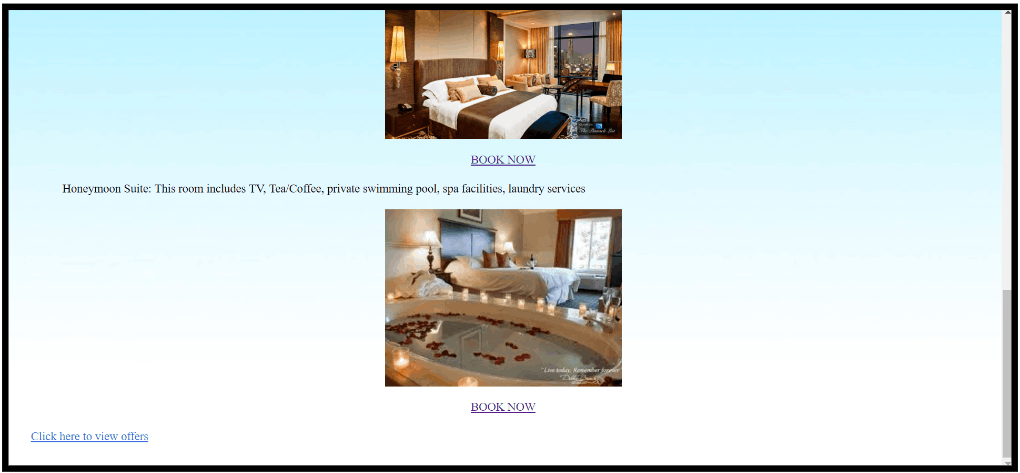 BOOK NOW
Honeymoon Suite: This room includes TV, Tea/Coffee, private swimming pool, spa facilities, laundry services
"Live today, Remember forever"
BOOK NOW
Click here to view offers